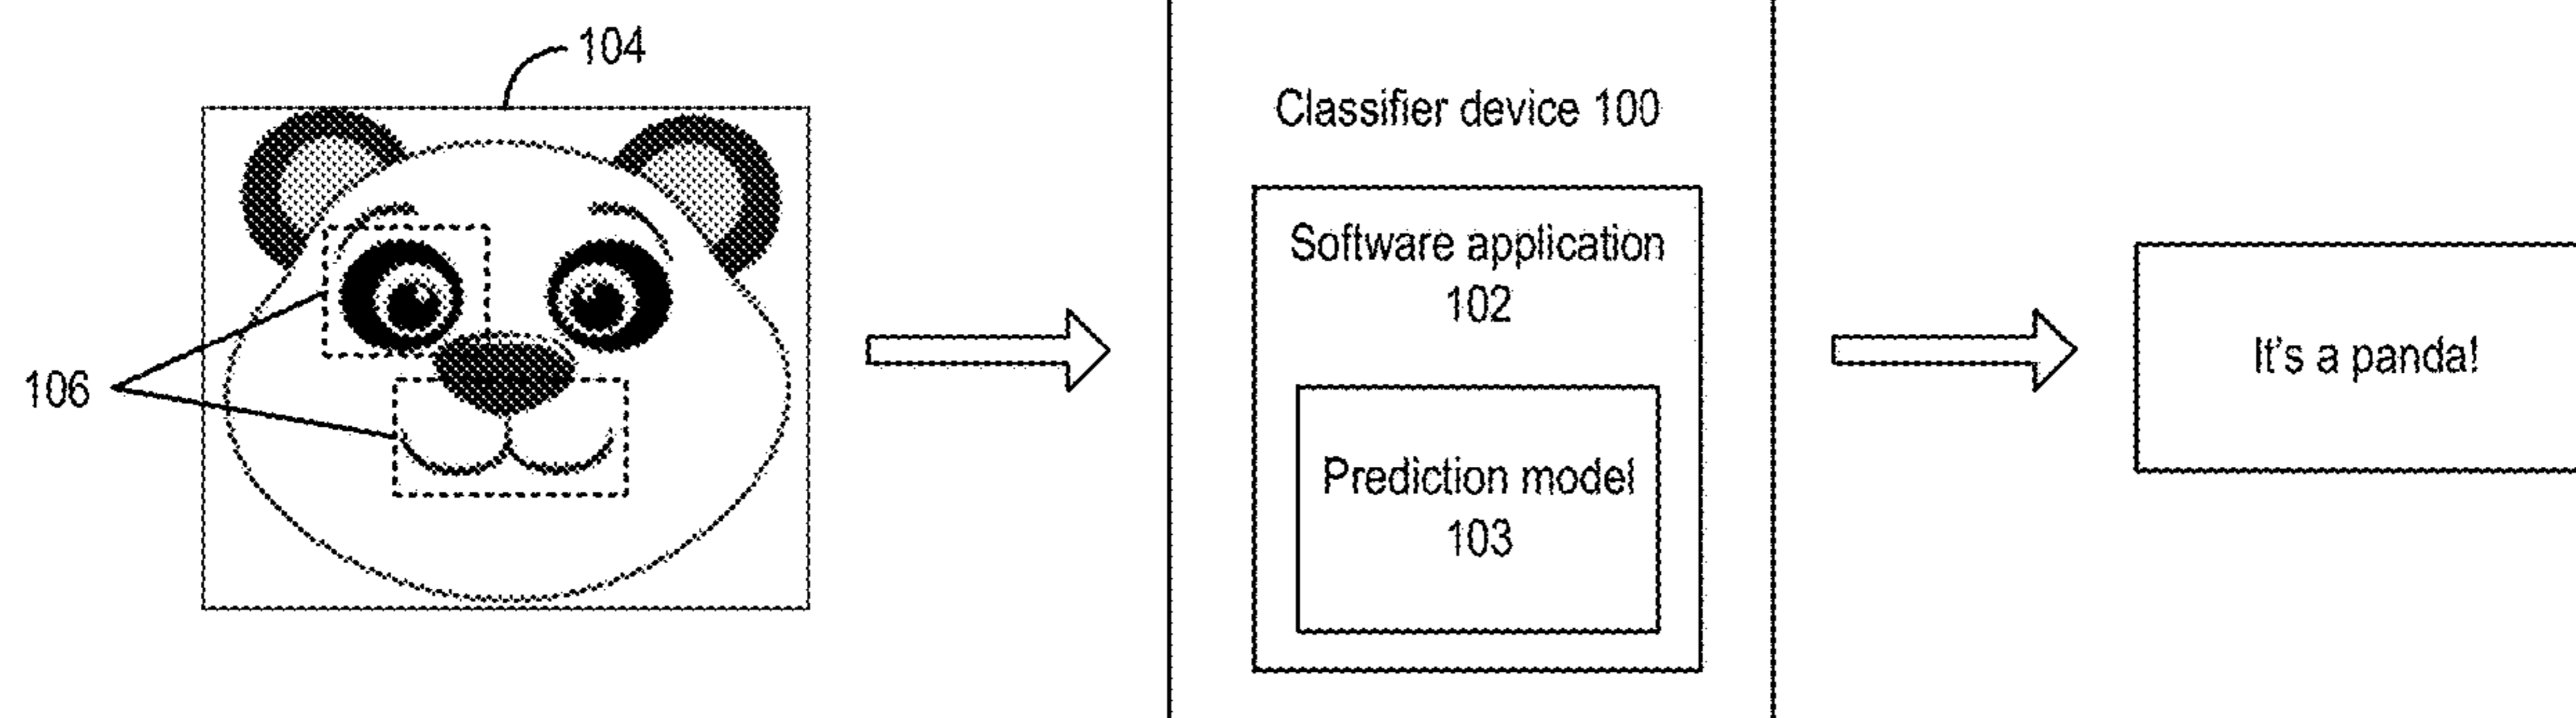 104
106
Classifier device 100
Software application
102
Prediction model
103
It's a panda!